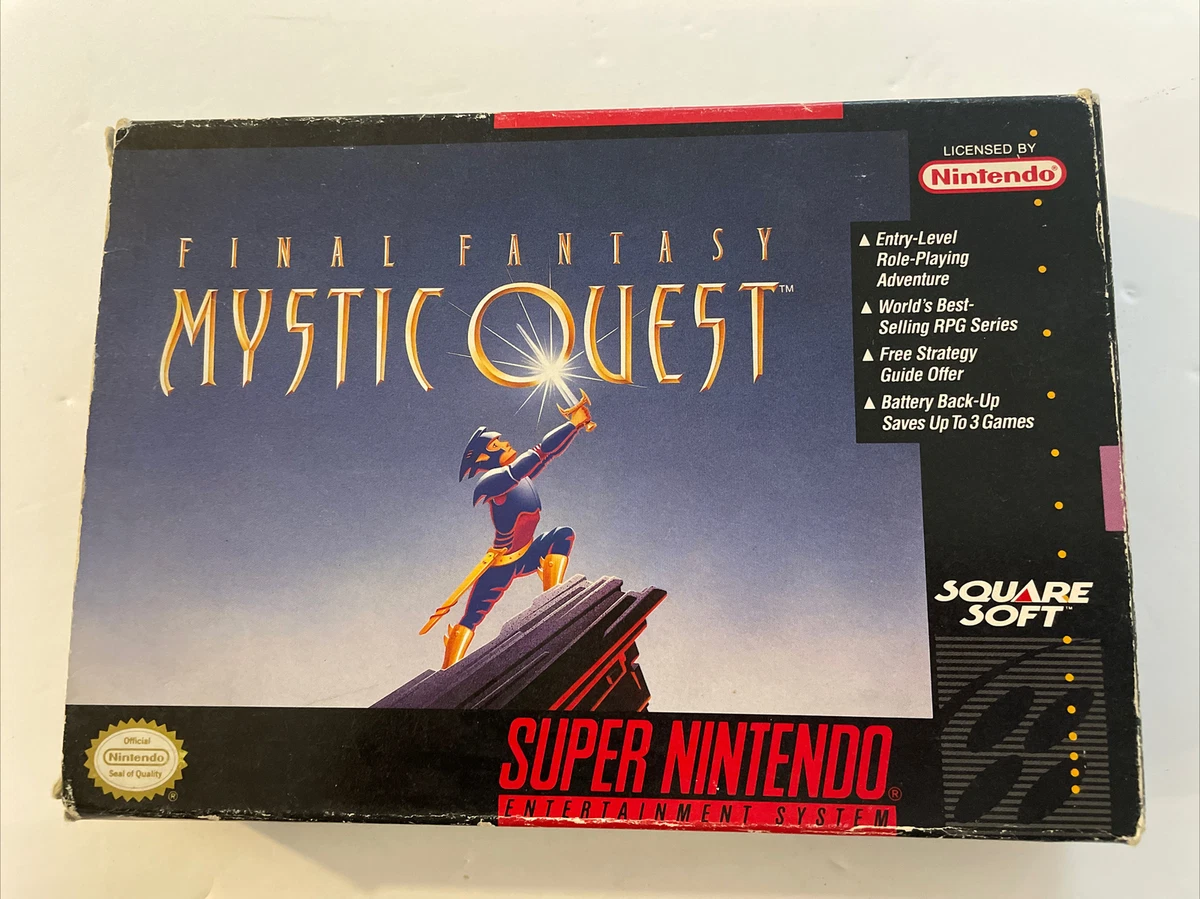 FINAL FANTASY
MYSTIC QUEST™
LICENSED BY
Nintendo®
▲ Entry-Level
Role-Playing
Adventure
▲ World's Best-
Selling RPG Series
▲ Free Strategy
Guide Offer
▲ Battery Back-Up
Saves Up To 3 Games
SQUARE
SOFT™
Official
Nintendo
Seal of Quality
®
SUPER NINTENDO®
ENTERTAINMENT SYSTEM